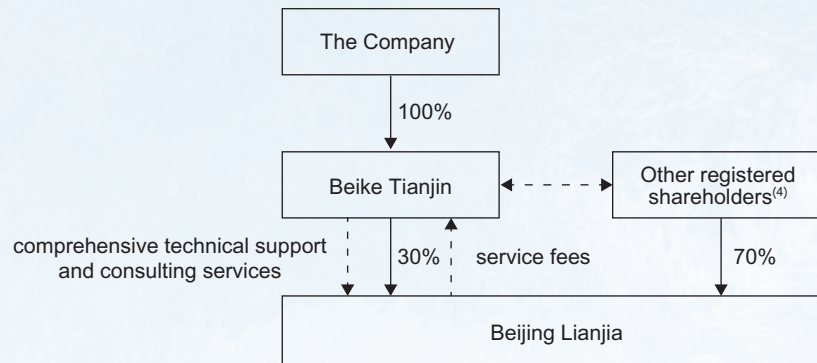 The Company
100%
Beike Tianjin
Other registered
shareholders(4)
comprehensive technical support
and consulting services
30%
service fees
70%
Beijing Lianjia